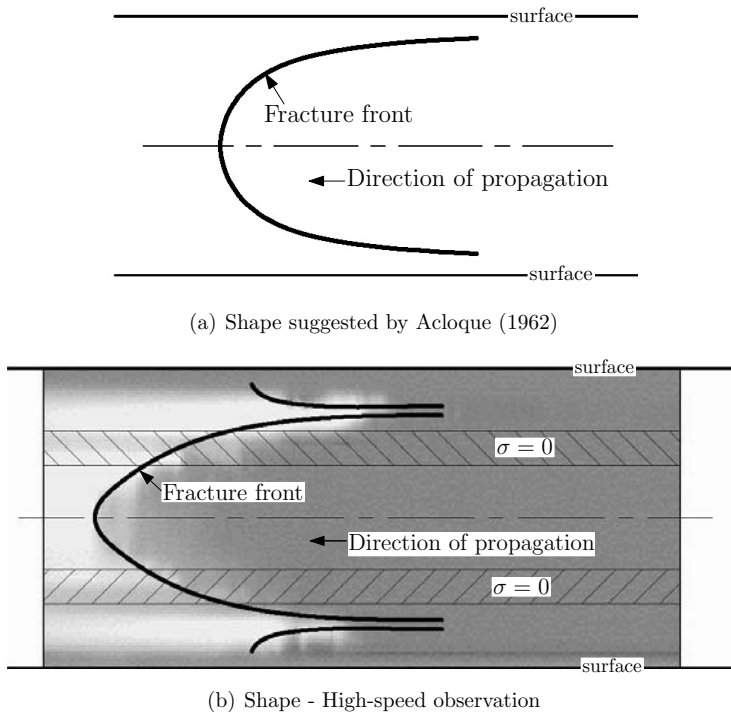 surface
Fracture front
Direction of propagation
surface
(a) Shape suggested by Acloque (1962)
surface
σ = 0
Fracture front
Direction of propagation
σ = 0
surface
(b) Shape - High-speed observation